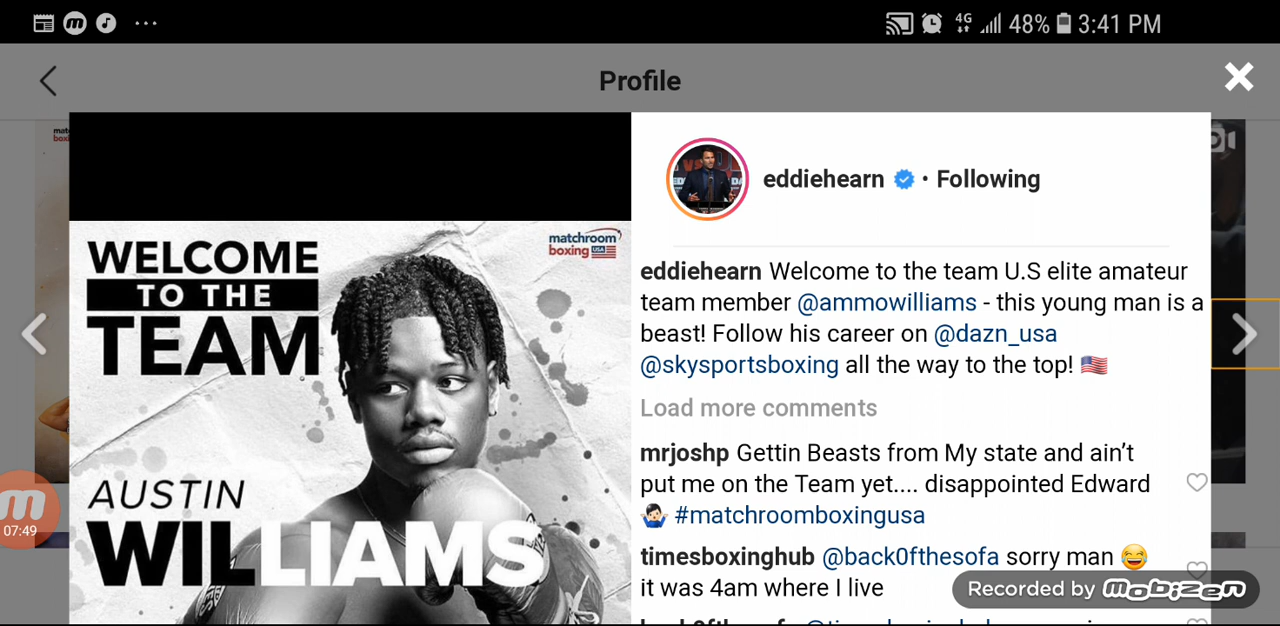 4G 48% 3:41 PM
Profile
WELCOME
TO THE
TEAM
matchroom
boxing USA
AUSTIN
WILLIAMS
eddiehearn • Following
eddiehearn Welcome to the team U.S elite amateur
team member @ammowilliams - this young man is a
beast! Follow his career on @dazn_usa
@skysportsboxing all the way to the top! 🇺🇸
Load more comments
mrjoshp Gettin Beasts from My state and ain’t
put me on the Team yet.... disappointed Edward
🤷🏻‍♂️ #matchroomboxingusa
timesboxinghub @back0fthesofa sorry man 😂
it was 4am where I live
07:49
Recorded by mobizen